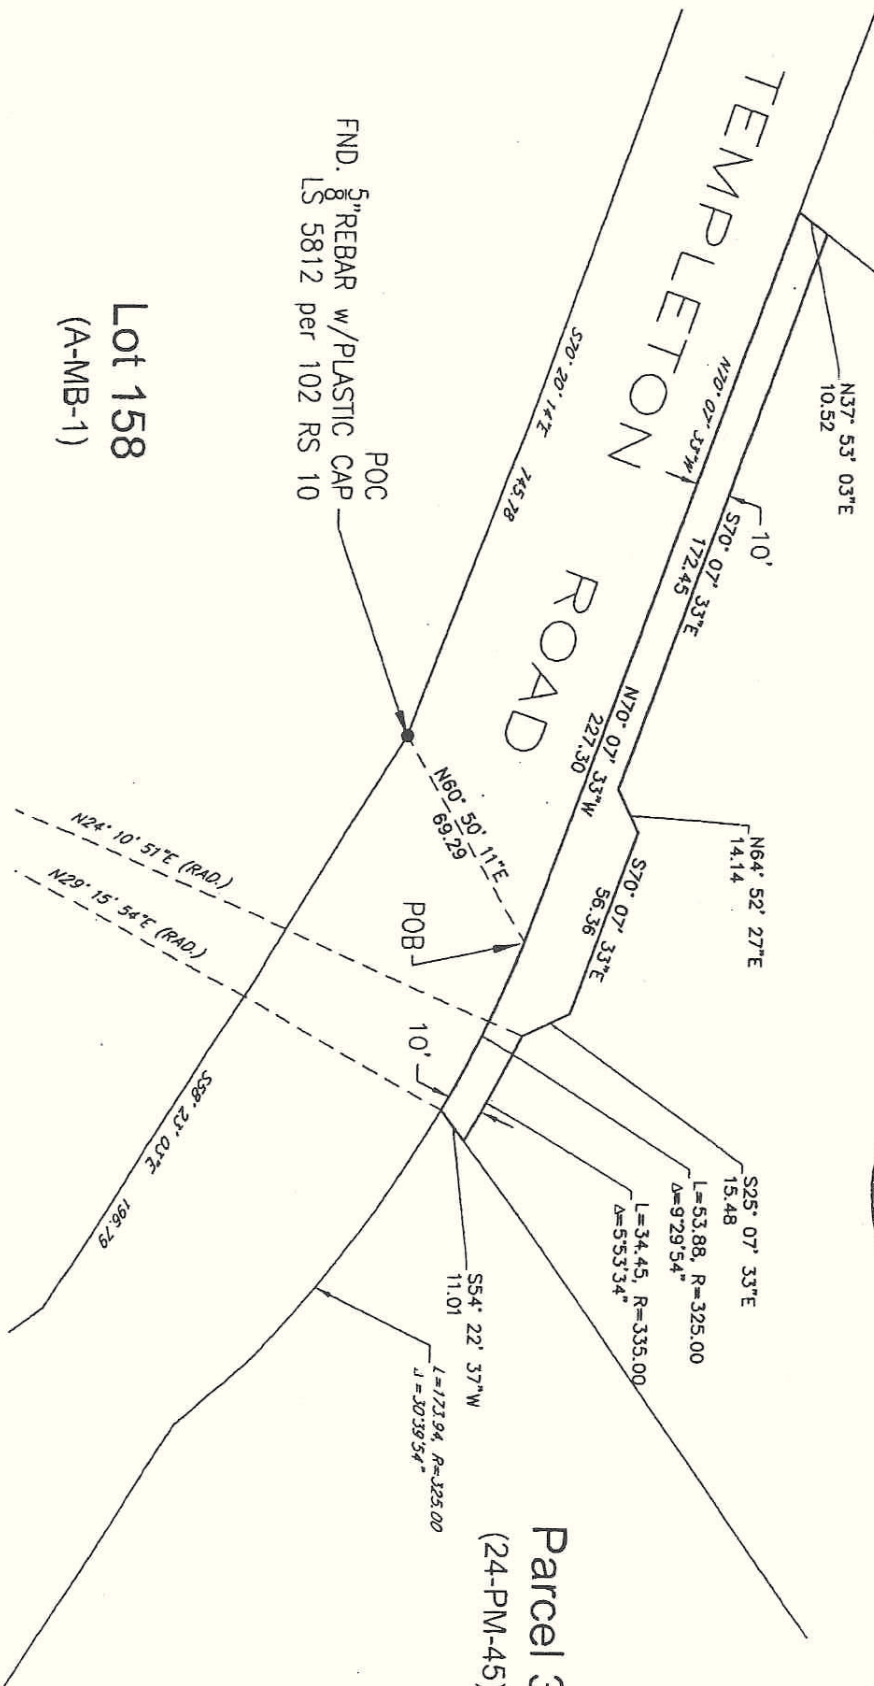 TEMPLETON
ROAD
N37° 53' 03"E
10.52
N70° 07' 33"W
10'
S70° 07' 33"E
172.45
N70° 07' 33"W
227.30
N64° 52' 27"E
14.14
S70° 07' 33"E
56.36
S70° 20' 14"E 745.78
POC
FND. 5/8"REBAR w/PLASTIC CAP
LS 5812 per 102 RS 10
Lot 158
(A-MB-1)
N60° 50' 11"E
69.29
POB
10'
N24° 10' 51"E (RAD.)
N29° 15' 54"E (RAD.)
S58° 23' 03"E 196.79
S25° 07' 33"E
15.48
L=53.88, R=325.00
Δ=9°29'54"
L=34.45, R=335.00
Δ=5°53'34"
S54° 22' 37"W
11.01
L=173.94, R=325.00
Δ=30°39'54"
Parcel 3
(24-PM-45)